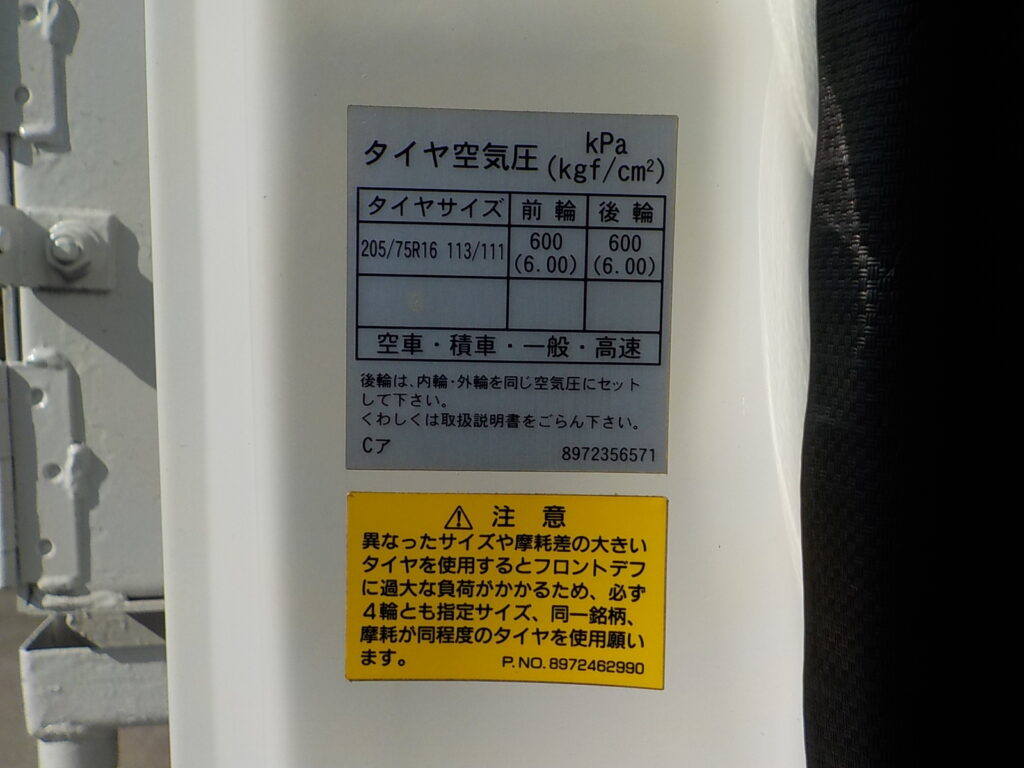 タイヤ空気圧 kPa
(kgf/cm²)
タイヤサイズ 前輪 後輪
205/75R16 113/111 600 (6.00) 600 (6.00)
空車・積車・一般・高速
後輪は、内輪・外輪を同じ空気圧にセット
して下さい。
くわしくは取扱説明書をごらん下さい。
Cア 8972356571
⚠ 注意
異なったサイズや摩耗差の大きい
タイヤを使用するとフロントデフ
に過大な負荷がかかるため、必ず
4輪とも指定サイズ、同一銘柄、
摩耗が同程度のタイヤを使用願い
ます。 P.NO.8972462990